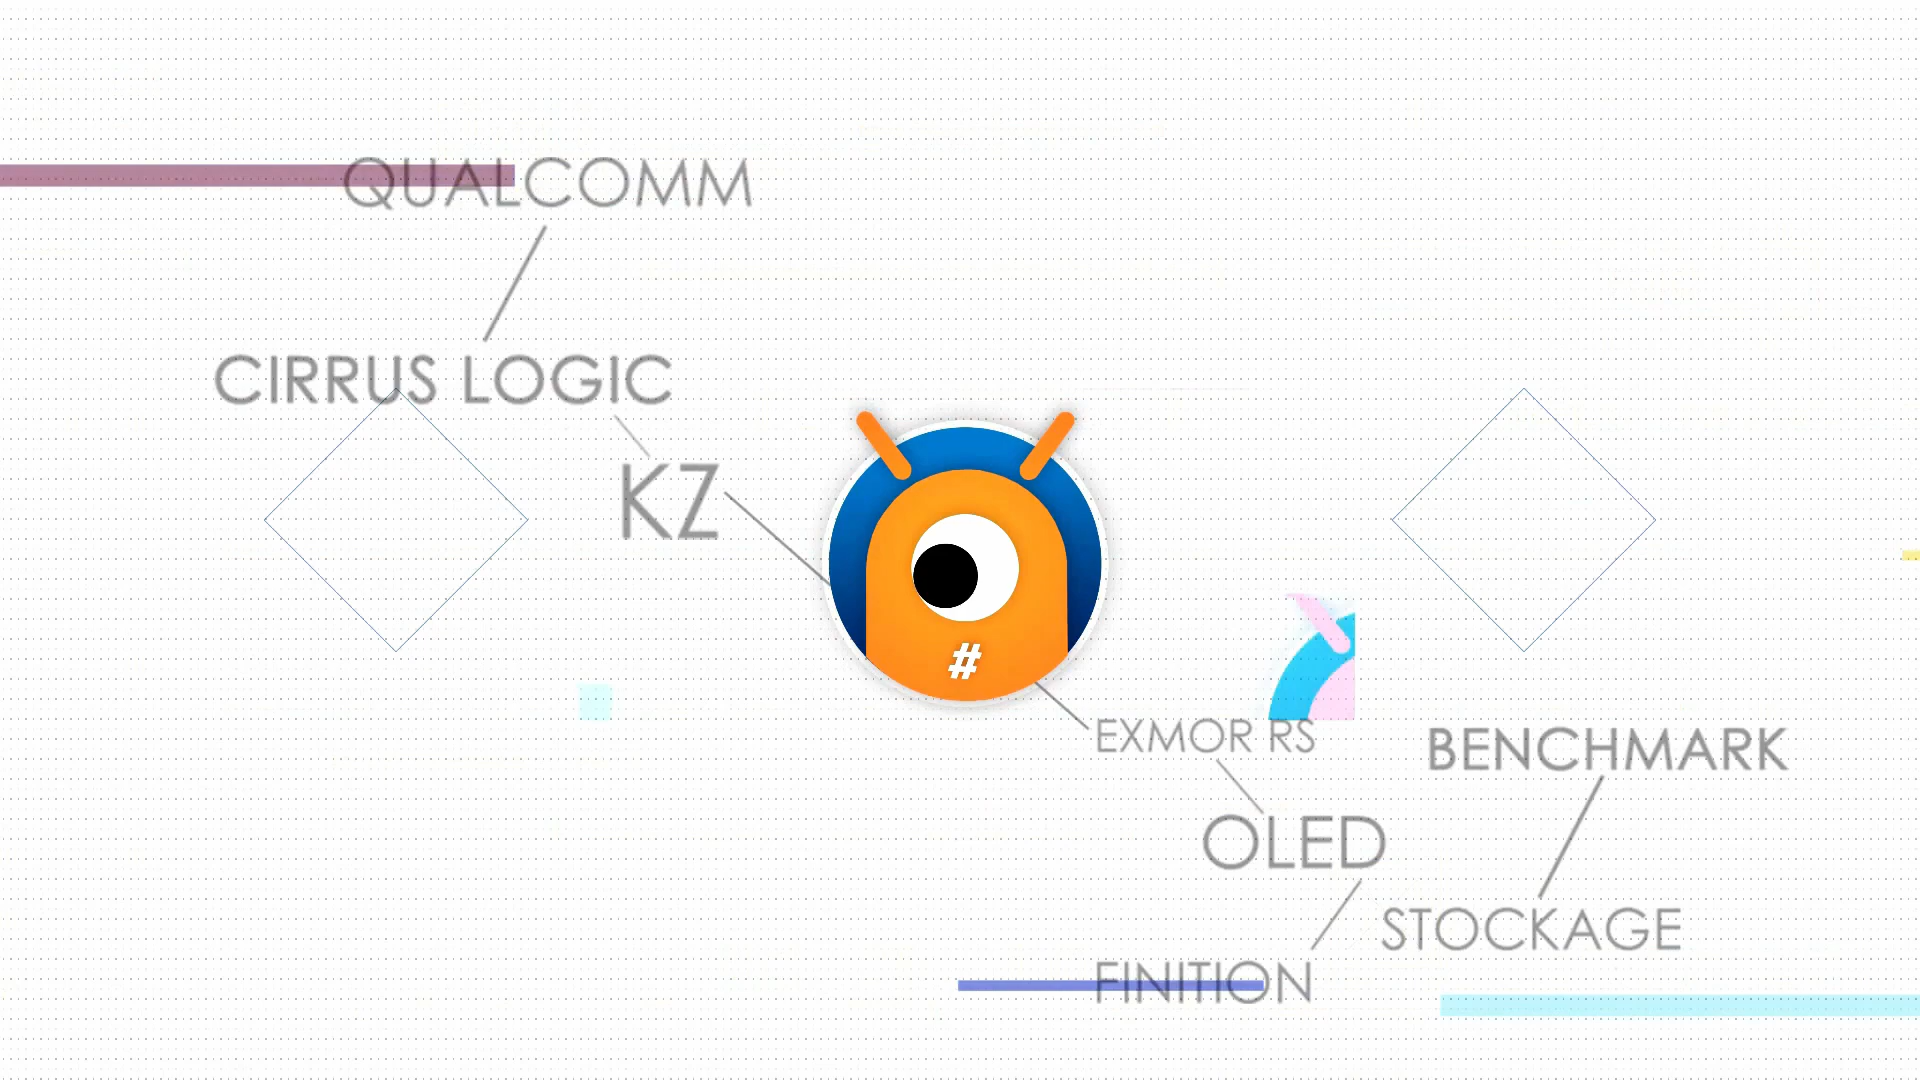 QUALCOMM
CIRRUS LOGIC
KZ
#
EXMOR RS
BENCHMARK
OLED
STOCKAGE
FINITION